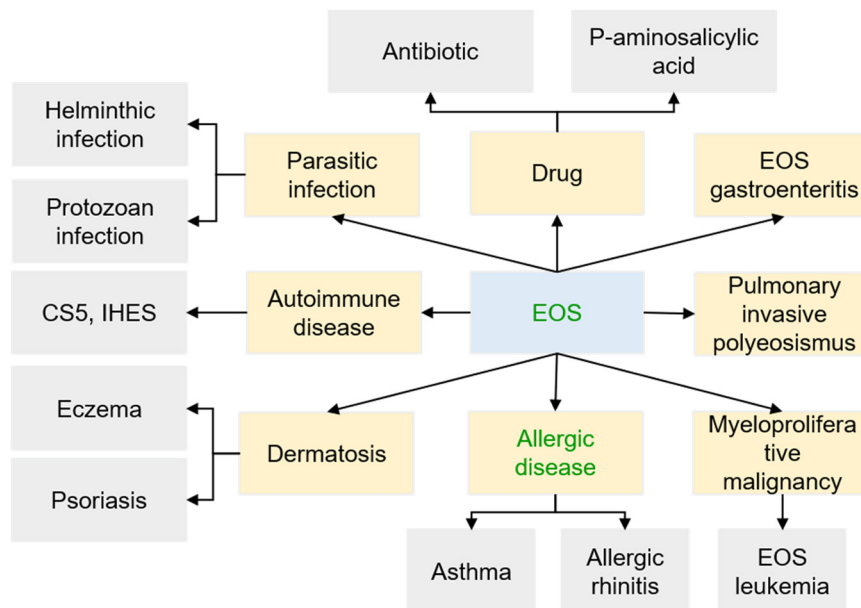 Antibiotic
P-aminosalicylic
acid
Helminthic
infection
Parasitic
infection
Drug
EOS
gastroenteritis
Protozoan
infection
CS5, IHES
Autoimmune
disease
EOS
Pulmonary
invasive
polyeosismus
Eczema
Dermatosis
Allergic
disease
Myeloprolifera
tive
malignancy
Psoriasis
Asthma
Allergic
rhinitis
EOS
leukemia